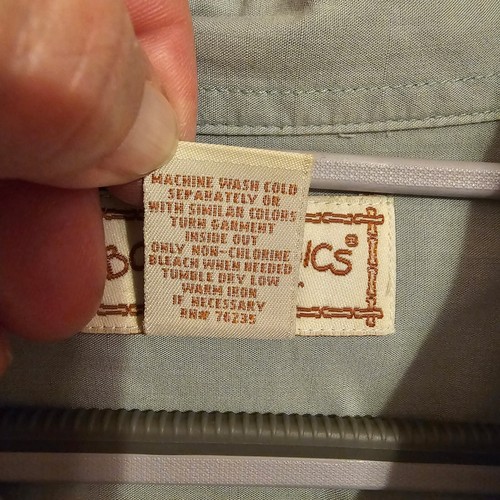 MACHINE WASH COLD
SEPARATELY OR
WITH SIMILAR COLORS
TURN GARMENT
INSIDE OUT
ONLY NON-CHLORINE
BLEACH WHEN NEEDED
TUMBLE DRY LOW
WARM IRON
IF NECESSARY
RN# 76235